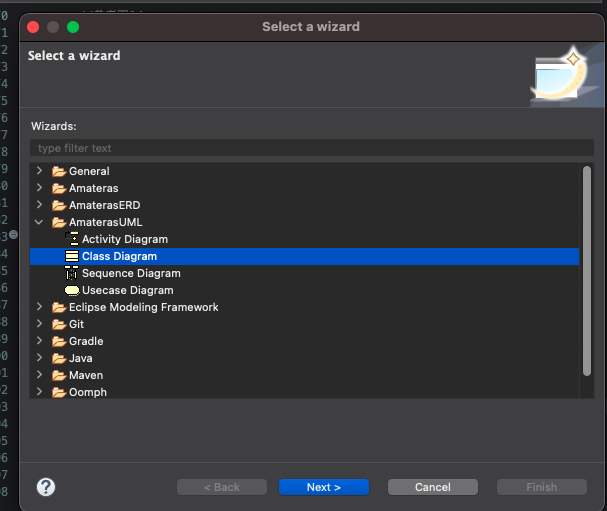 Select a wizard
Select a wizard
Wizards:
type filter text
General
Amateras
AmaterasERD
AmaterasUML
Activity Diagram
Class Diagram
Sequence Diagram
Usecase Diagram
Eclipse Modeling Framework
Git
Gradle
Java
Maven
Oomph
?
< Back
Next >
Cancel
Finish